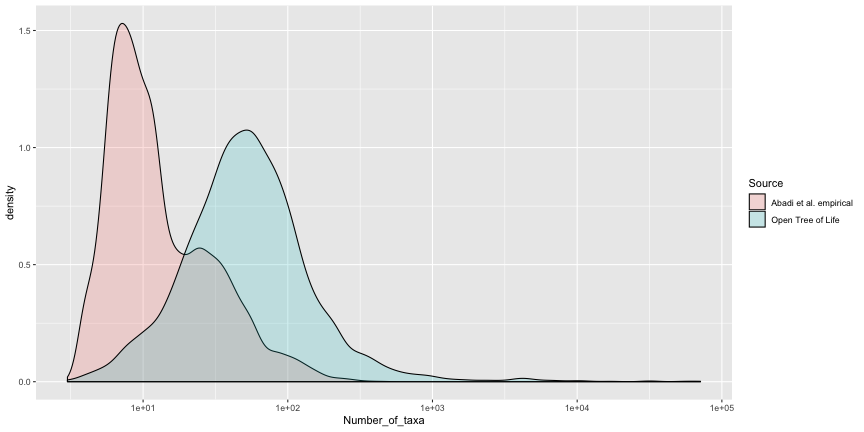 1.5
1.0
0.5
0.0
density
1e+01
1e+02
1e+03
1e+04
1e+05
Number_of_taxa
Source
Abadi et al. empirical
Open Tree of Life